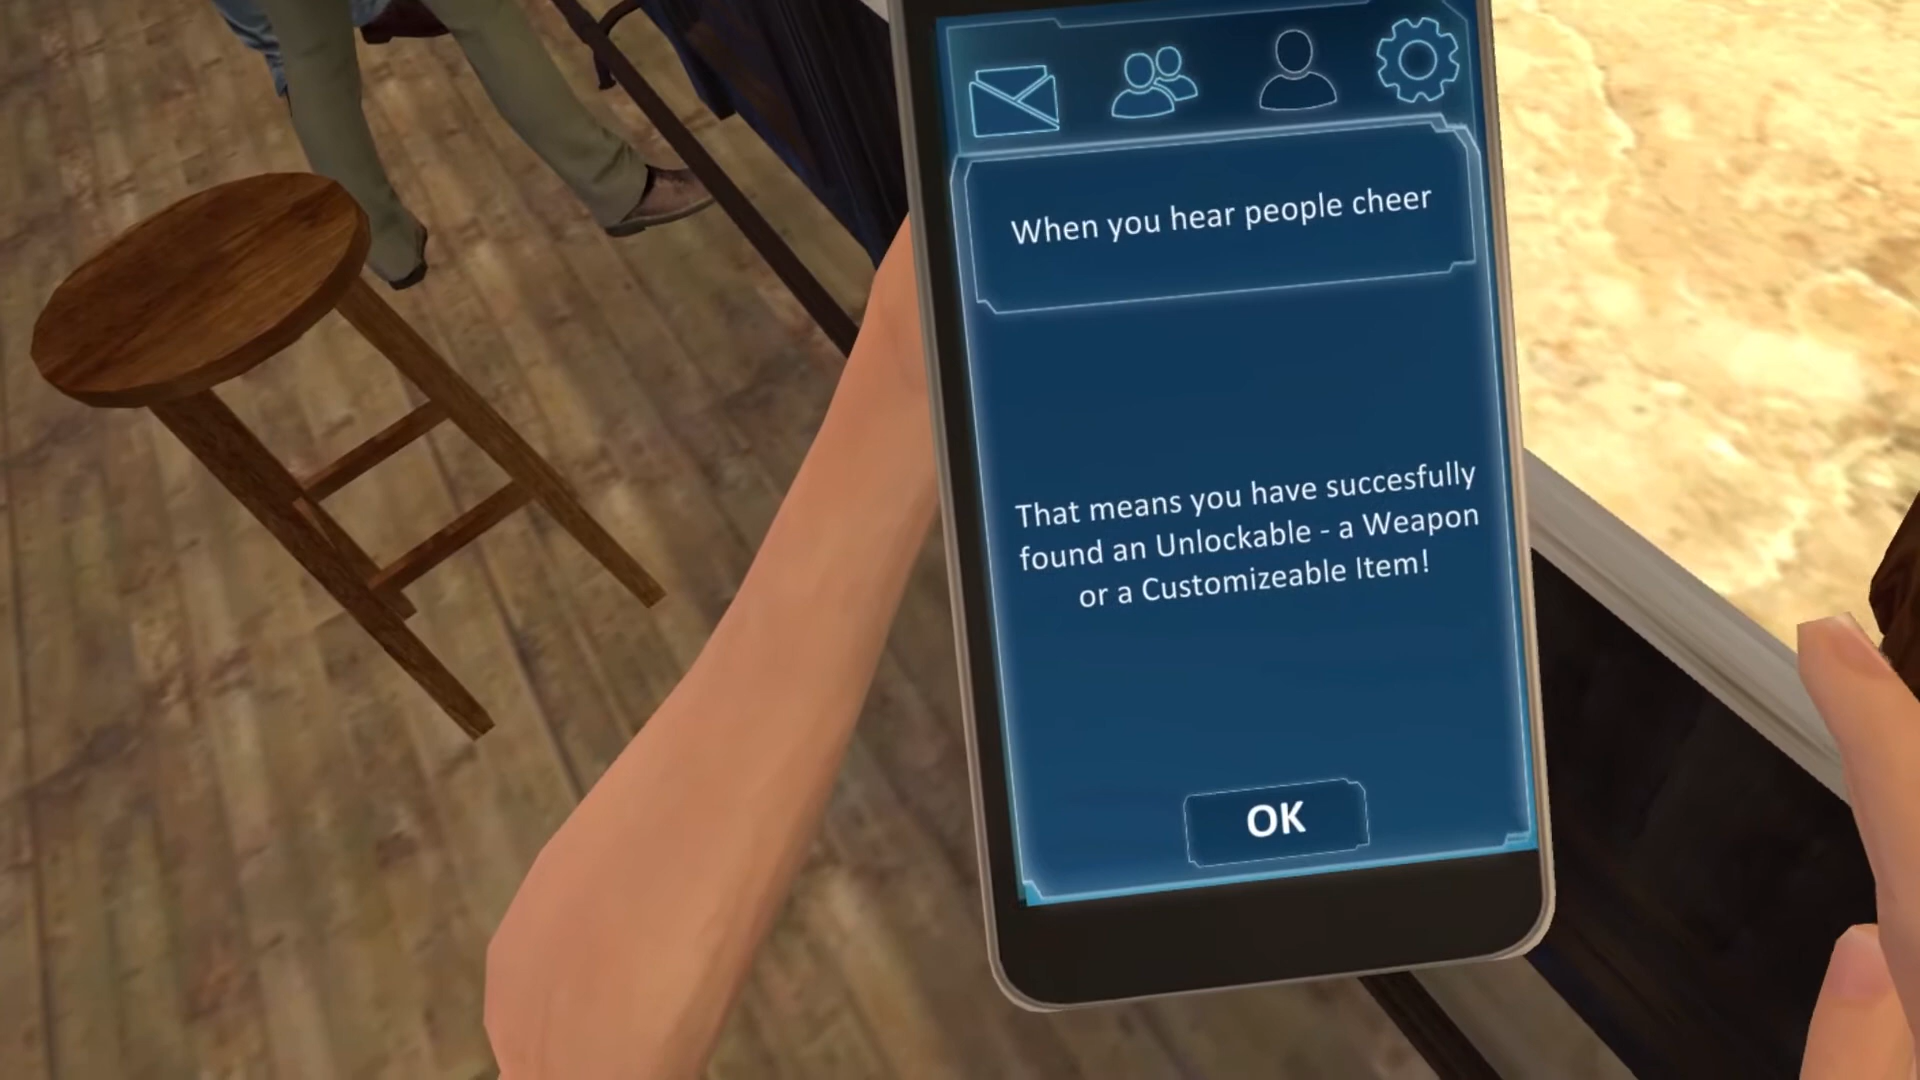 When you hear people cheer
That means you have succesfully
found an Unlockable - a Weapon
or a Customizeable Item!
OK